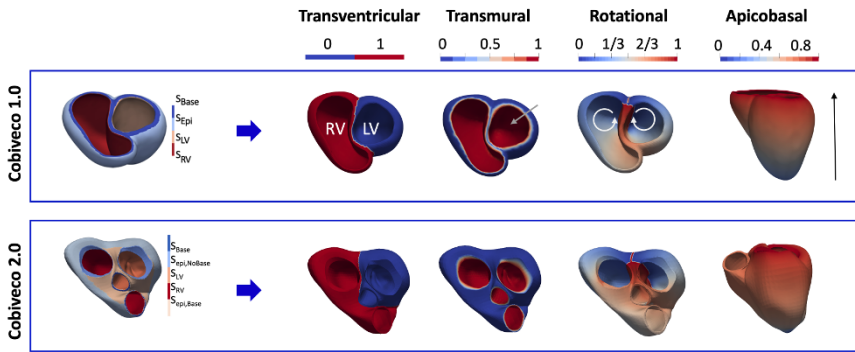 Transventricular Transmural Rotational Apicobasal
0 1 0 0.5 1 0 1/3 2/3 1 0 0.4 0.8
Cobiveco 1.0
S_Base
S_Epi
S_LV
S_RV
RV LV
Cobiveco 2.0
S_Base
S_epi,NoBase
S_LV
S_RV
S_epi,Base